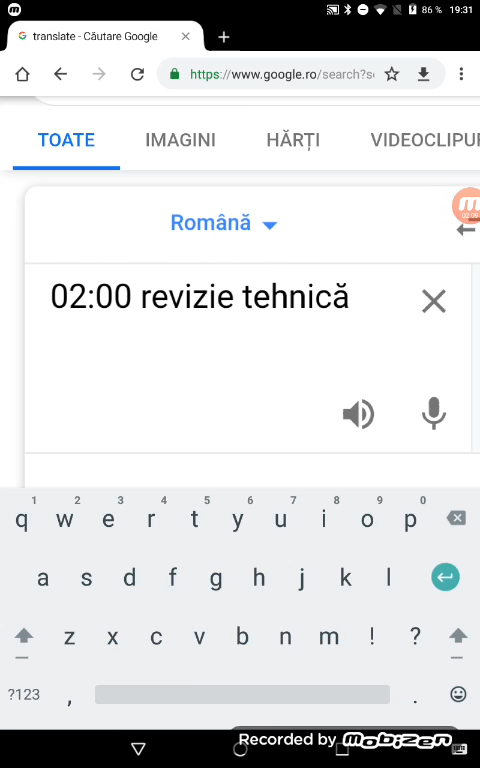 86 % 19:31
translate - Căutare Google
https://www.google.ro/search?s
TOATE IMAGINI HĂRȚI VIDEOCLIPU
Română
02:00 revizie tehnică
1 2 3 4 5 6 7 8 9 0
q w e r t y u i o p
a s d f g h j k l
z x c v b n m ! ?
?123 , .
Recorded by mobizen